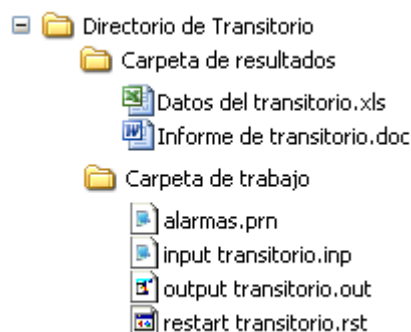 Directorio de Transitorio
Carpeta de resultados
Datos del transitorio.xls
Informe de transitorio.doc
Carpeta de trabajo
alarmas.prn
input transitorio.inp
output transitorio.out
restart transitorio.rst